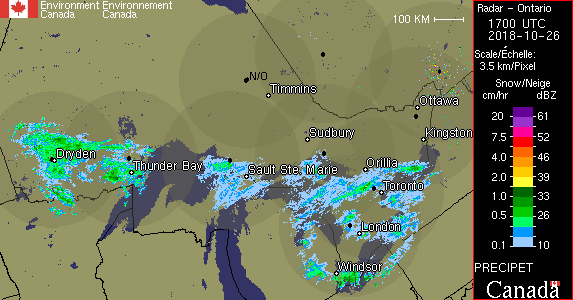 Environment Environnement
Canada Canada
100 KM
N/O
Timmins
Ottawa
Sudbury
Kingston
Dryden
Thunder Bay
Sault Ste. Marie
Orillia
Toronto
London
Windsor
Radar - Ontario
1700 UTC
2018-10-26
Scale/Échelle:
3.5 km/Pixel
Snow/Neige
cm/hr dBZ
20 61
7.5 52
4.0 46
2.0 39
1.0 33
0.5 26
0.1 10
PRECIPET
Canada